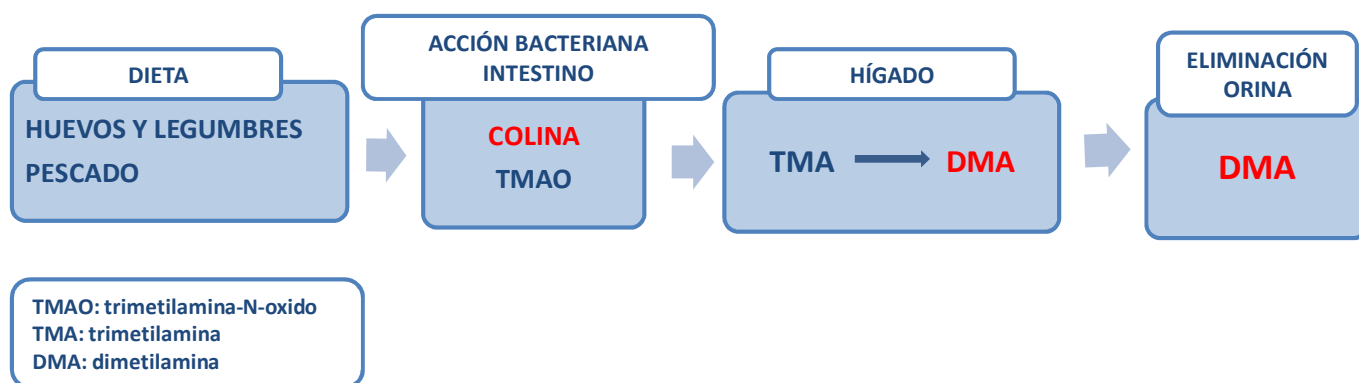 DIETA
HUEVOS Y LEGUMBRES
PESCADO
ACCIÓN BACTERIANA
INTESTINO
COLINA
TMAO
HÍGADO
TMA
DMA
ELIMINACIÓN
ORINA
DMA
TMAO: trimetilamina-N-oxido
TMA: trimetilamina
DMA: dimetilamina